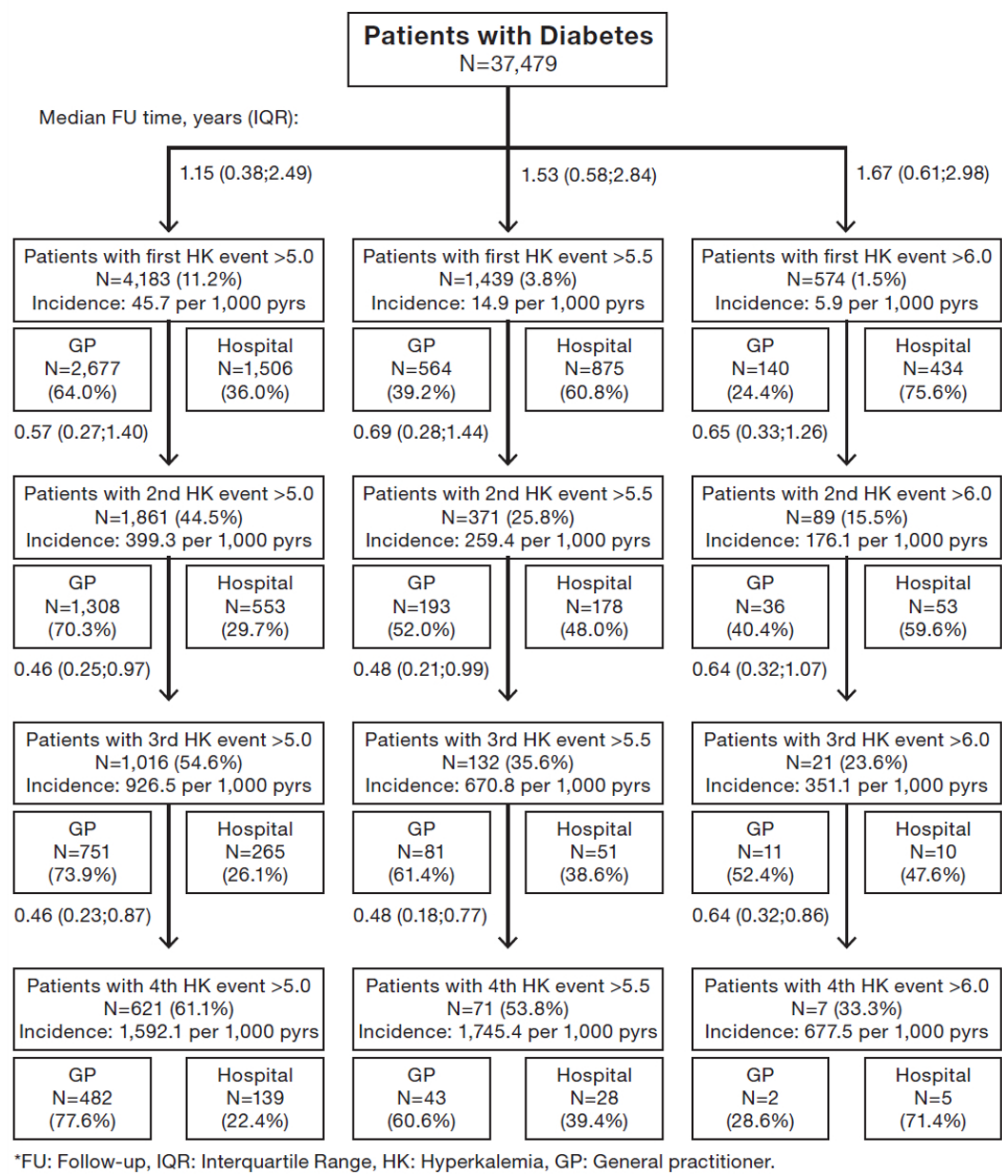 Patients with Diabetes
N=37,479
Median FU time, years (IQR):
1.15 (0.38;2.49)
1.53 (0.58;2.84)
1.67 (0.61;2.98)
Patients with first HK event >5.0
N=4,183 (11.2%)
Incidence: 45.7 per 1,000 pyrs
Patients with first HK event >5.5
N=1,439 (3.8%)
Incidence: 14.9 per 1,000 pyrs
Patients with first HK event >6.0
N=574 (1.5%)
Incidence: 5.9 per 1,000 pyrs
GP
N=2,677
(64.0%)
Hospital
N=1,506
(36.0%)
GP
N=564
(39.2%)
Hospital
N=875
(60.8%)
GP
N=140
(24.4%)
Hospital
N=434
(75.6%)
0.57 (0.27;1.40)
0.69 (0.28;1.44)
0.65 (0.33;1.26)
Patients with 2nd HK event >5.0
N=1,861 (44.5%)
Incidence: 399.3 per 1,000 pyrs
Patients with 2nd HK event >5.5
N=371 (25.8%)
Incidence: 259.4 per 1,000 pyrs
Patients with 2nd HK event >6.0
N=89 (15.5%)
Incidence: 176.1 per 1,000 pyrs
GP
N=1,308
(70.3%)
Hospital
N=553
(29.7%)
GP
N=193
(52.0%)
Hospital
N=178
(48.0%)
GP
N=36
(40.4%)
Hospital
N=53
(59.6%)
0.46 (0.25;0.97)
0.48 (0.21;0.99)
0.64 (0.32;1.07)
Patients with 3rd HK event >5.0
N=1,016 (54.6%)
Incidence: 926.5 per 1,000 pyrs
Patients with 3rd HK event >5.5
N=132 (35.6%)
Incidence: 670.8 per 1,000 pyrs
Patients with 3rd HK event >6.0
N=21 (23.6%)
Incidence: 351.1 per 1,000 pyrs
GP
N=751
(73.9%)
Hospital
N=265
(26.1%)
GP
N=81
(61.4%)
Hospital
N=51
(38.6%)
GP
N=11
(52.4%)
Hospital
N=10
(47.6%)
0.46 (0.23;0.87)
0.48 (0.18;0.77)
0.64 (0.32;0.86)
Patients with 4th HK event >5.0
N=621 (61.1%)
Incidence: 1,592.1 per 1,000 pyrs
Patients with 4th HK event >5.5
N=71 (53.8%)
Incidence: 1,745.4 per 1,000 pyrs
Patients with 4th HK event >6.0
N=7 (33.3%)
Incidence: 677.5 per 1,000 pyrs
GP
N=482
(77.6%)
Hospital
N=139
(22.4%)
GP
N=43
(60.6%)
Hospital
N=28
(39.4%)
GP
N=2
(28.6%)
Hospital
N=5
(71.4%)
*FU: Follow-up, IQR: Interquartile Range, HK: Hyperkalemia, GP: General practitioner.